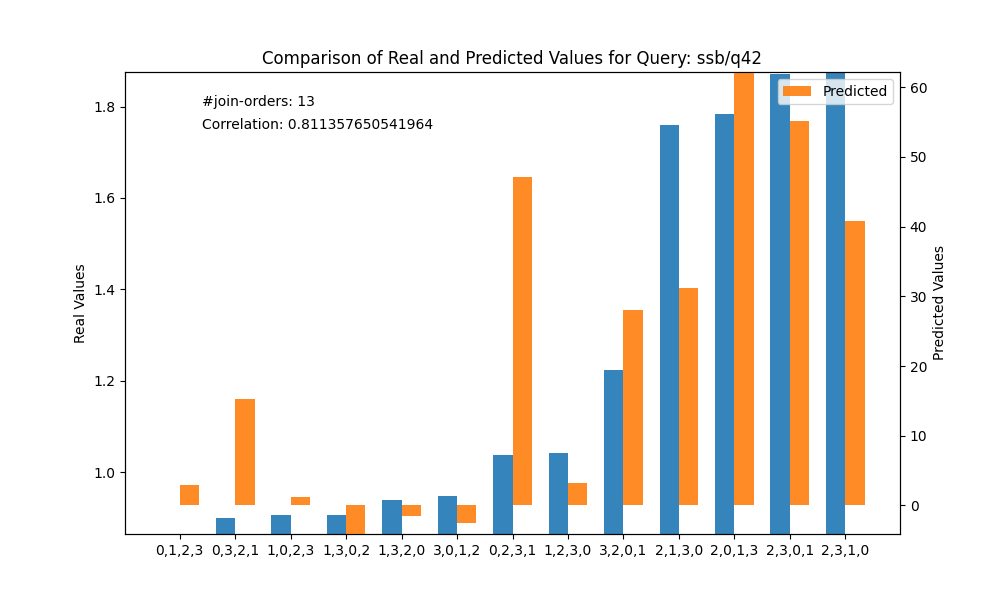 Comparison of Real and Predicted Values for Query: ssb/q42
#join-orders: 13
Correlation: 0.811357650541964
Predicted
Real Values
1.8
1.6
1.4
1.2
1.0
Predicted Values
60
50
40
30
20
10
0
0,1,2,3 0,3,2,1 1,0,2,3 1,3,0,2 1,3,2,0 3,0,1,2 0,2,3,1 1,2,3,0 3,2,0,1 2,1,3,0 2,0,1,3 2,3,0,1 2,3,1,0